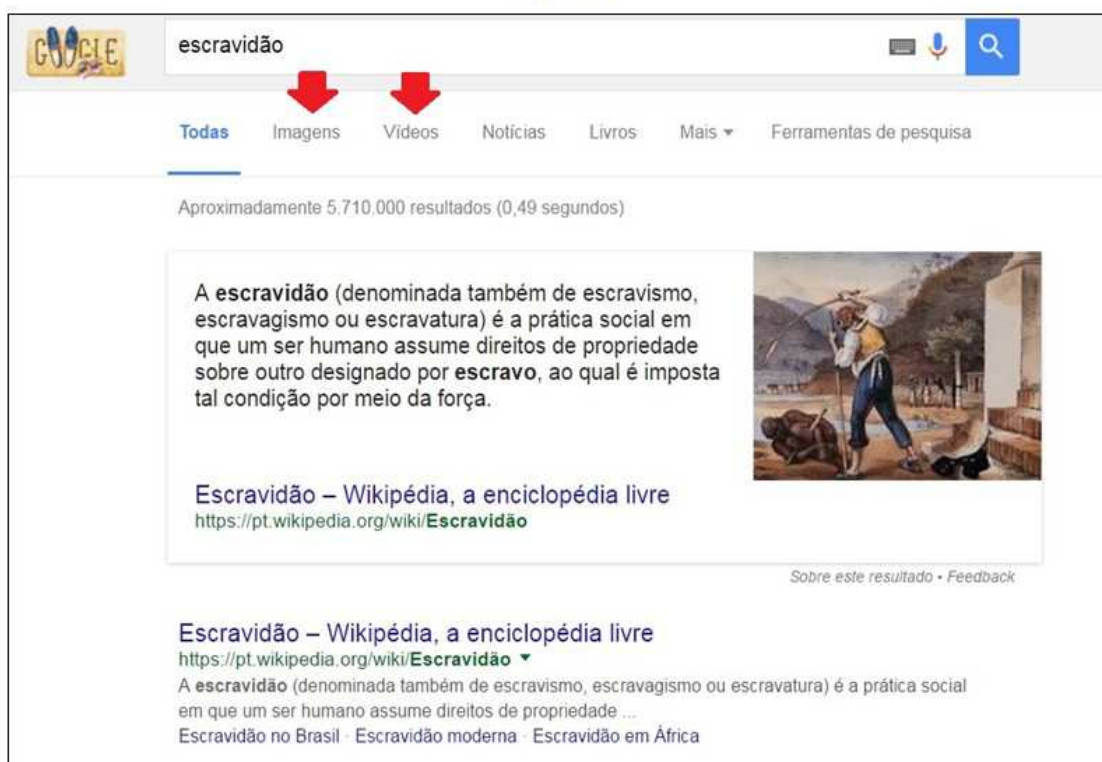 GOOGLE
escravidão
Todas Imagens Vídeos Notícias Livros Mais Ferramentas de pesquisa
Aproximadamente 5.710.000 resultados (0,49 segundos)
A escravidão (denominada também de escravismo,
escravagismo ou escravatura) é a prática social em
que um ser humano assume direitos de propriedade
sobre outro designado por escravo, ao qual é imposta
tal condição por meio da força.
Escravidão – Wikipédia, a enciclopédia livre
https://pt.wikipedia.org/wiki/Escravidão
Sobre este resultado • Feedback
Escravidão – Wikipédia, a enciclopédia livre
https://pt.wikipedia.org/wiki/Escravidão
A escravidão (denominada também de escravismo, escravagismo ou escravatura) é a prática social
em que um ser humano assume direitos de propriedade ...
Escravidão no Brasil · Escravidão moderna · Escravidão em África